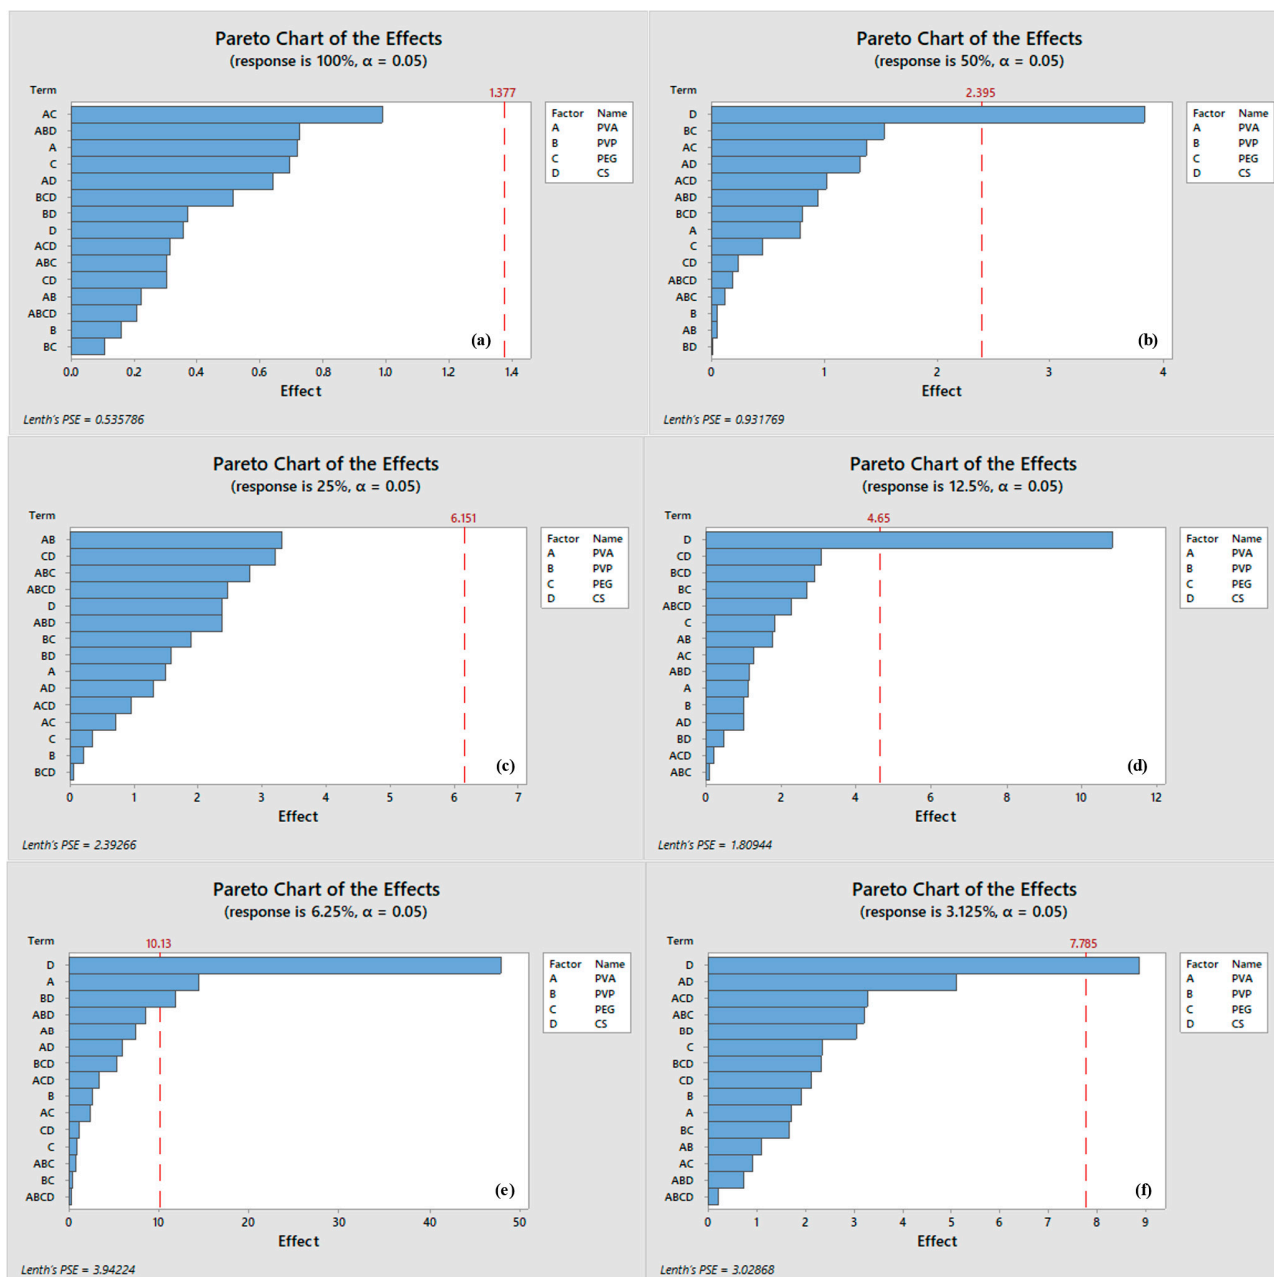 Pareto Chart of the Effects
(response is 100%, α = 0.05)
Term
1.377
AC
ABD
A
C
AD
BCD
BD
D
ACD
ABC
CD
AB
ABCD
B
BC
Factor Name
A PVA
B PVP
C PEG
D CS
(a)
0.0 0.2 0.4 0.6 0.8 1.0 1.2 1.4
Effect
Lenth's PSE = 0.535786
Pareto Chart of the Effects
(response is 50%, α = 0.05)
Term
2.395
D
BC
AC
AD
ACD
ABD
BCD
A
C
CD
ABCD
ABC
B
AB
BD
Factor Name
A PVA
B PVP
C PEG
D CS
(b)
0 1 2 3 4
Effect
Lenth's PSE = 0.931769
Pareto Chart of the Effects
(response is 25%, α = 0.05)
Term
6.151
AB
CD
ABC
ABCD
D
ABD
BC
BD
A
AD
ACD
AC
C
B
BCD
Factor Name
A PVA
B PVP
C PEG
D CS
(c)
0 1 2 3 4 5 6 7
Effect
Lenth's PSE = 2.39266
Pareto Chart of the Effects
(response is 12.5%, α = 0.05)
Term
4.65
D
CD
BCD
BC
ABCD
C
AB
AC
ABD
A
B
AD
BD
ACD
ABC
Factor Name
A PVA
B PVP
C PEG
D CS
(d)
0 2 4 6 8 10 12
Effect
Lenth's PSE = 1.80944
Pareto Chart of the Effects
(response is 6.25%, α = 0.05)
Term
10.13
D
A
BD
ABD
AB
AD
BCD
ACD
B
AC
CD
C
ABC
BC
ABCD
Factor Name
A PVA
B PVP
C PEG
D CS
(e)
0 10 20 30 40 50
Effect
Lenth's PSE = 3.94224
Pareto Chart of the Effects
(response is 3.125%, α = 0.05)
Term
7.785
D
AD
ACD
ABC
BD
C
BCD
CD
B
A
BC
AB
AC
ABD
ABCD
Factor Name
A PVA
B PVP
C PEG
D CS
(f)
0 1 2 3 4 5 6 7 8 9
Effect
Lenth's PSE = 3.02868